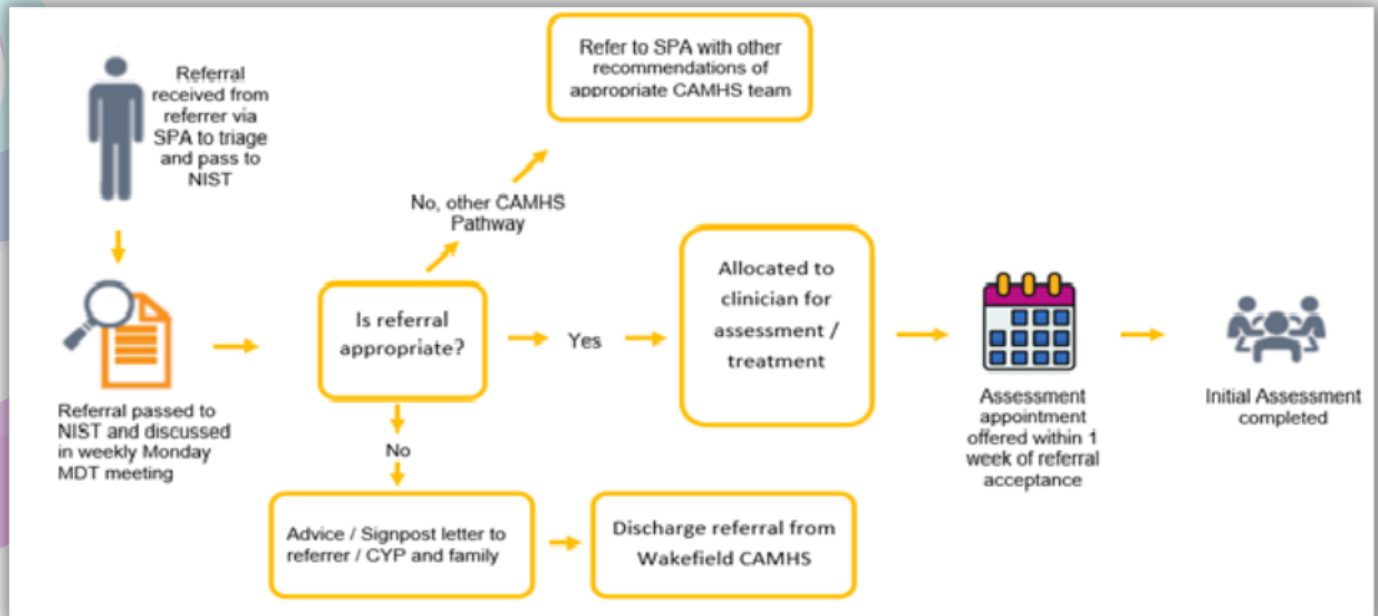 Referral
received from
referrer via
SPA to triage
and pass to
NIST
Referral passed to
NIST and discussed
in weekly Monday
MDT meeting
Is referral
appropriate?
No, other CAMHS
Pathway
Refer to SPA with other
recommendations of
appropriate CAMHS team
Yes
Allocated to
clinician for
assessment /
treatment
Assessment
appointment
offered within 1
week of referral
acceptance
Initial Assessment
completed
No
Advice / Signpost letter to
referrer / CYP and family
Discharge referral from
Wakefield CAMHS